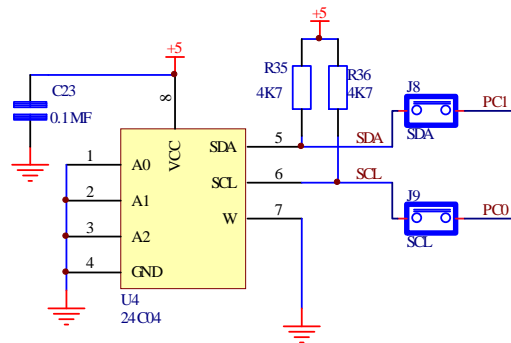 +5
+5
C23
0.1MF
R35
4K7
R36
4K7
J8
PC1
SDA
8
VCC
1
A0
SDA
5
SDA
2
A1
SCL
6
SCL
J9
PC0
SCL
3
A2
W
7
4
GND
U4
24C04